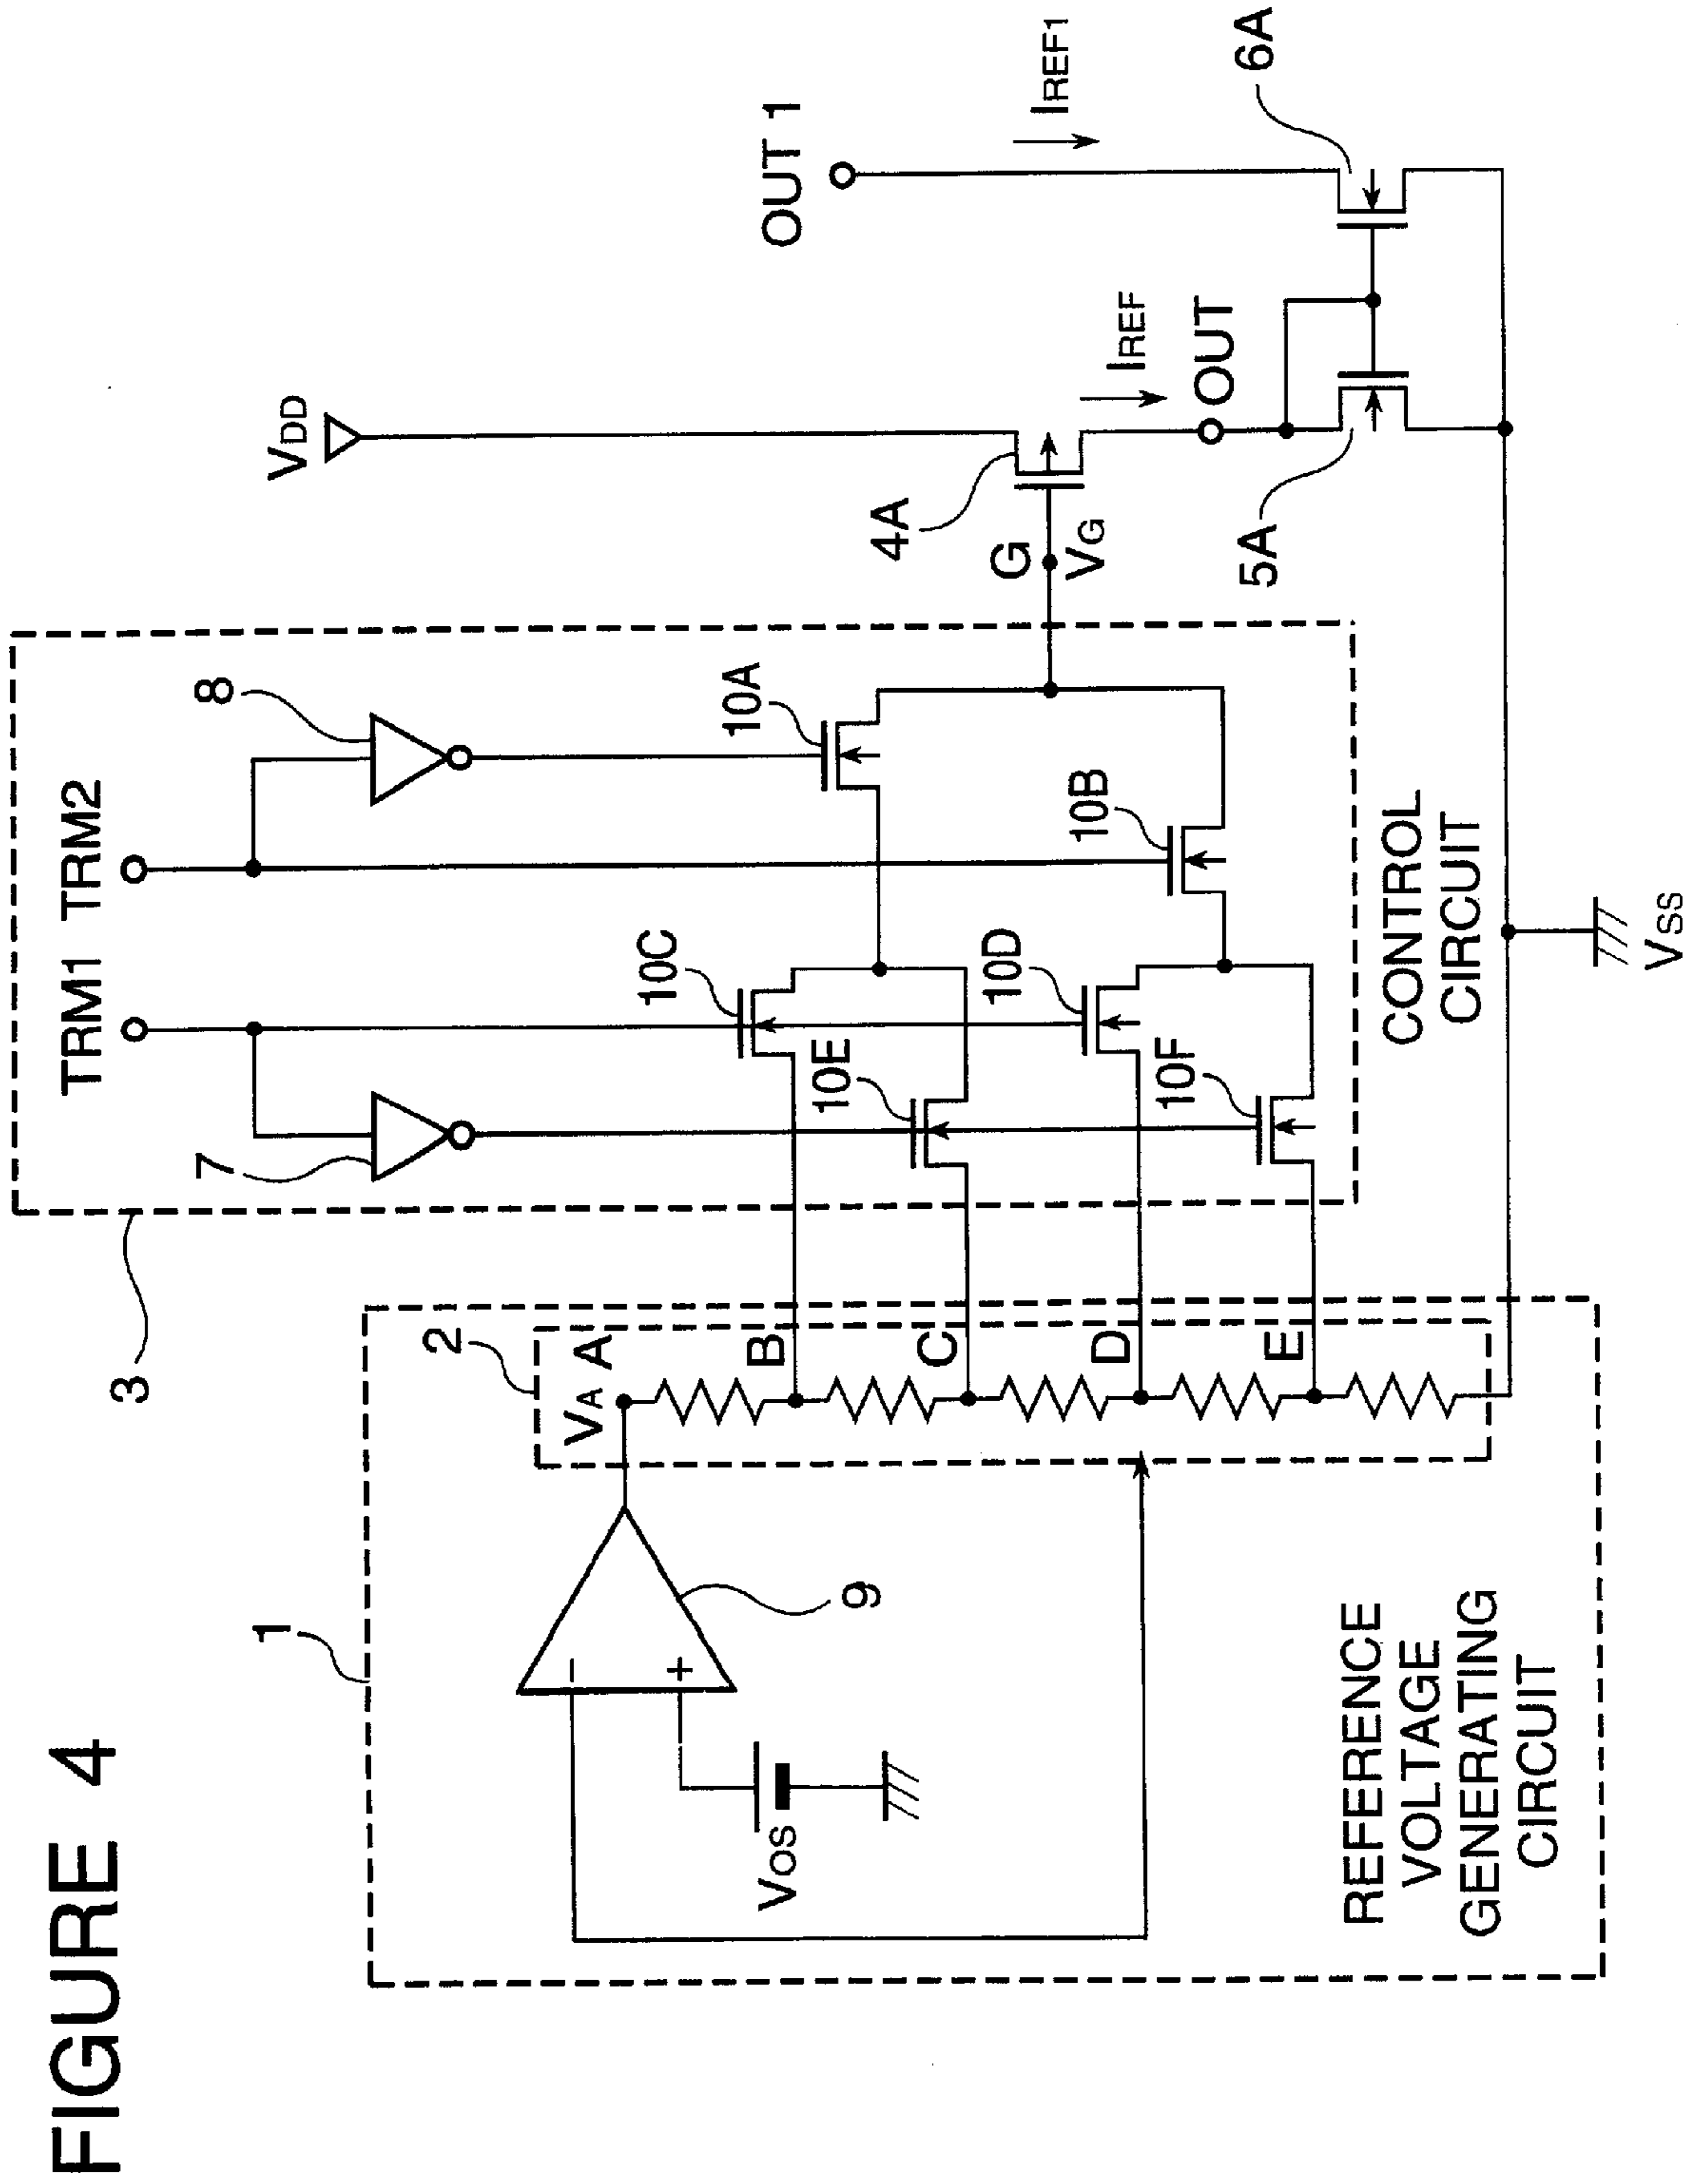 FIGURE 4
1
REFERENCE
VOLTAGE
GENERATING
CIRCUIT
VOS
9
−
+
2
VA
A
B
C
D
E
3
TRM1
TRM2
7
8
10C
10E
10D
10F
10A
10B
CONTROL
CIRCUIT
VSS
VDD
4A
G
VG
IREF
OUT
5A
OUT 1
IREF1
6A